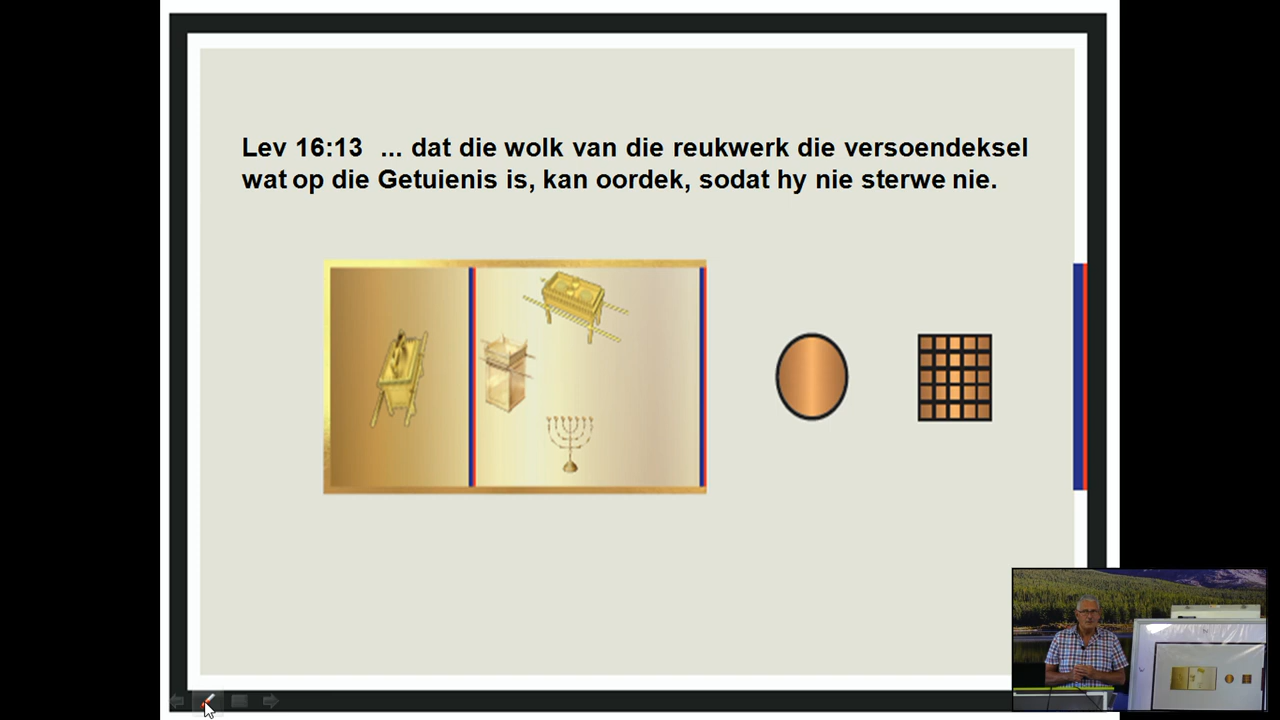 Lev 16:13 ... dat die wolk van die reukwerk die versoendeksel
wat op die Getuienis is, kan oordek, sodat hy nie sterwe nie.